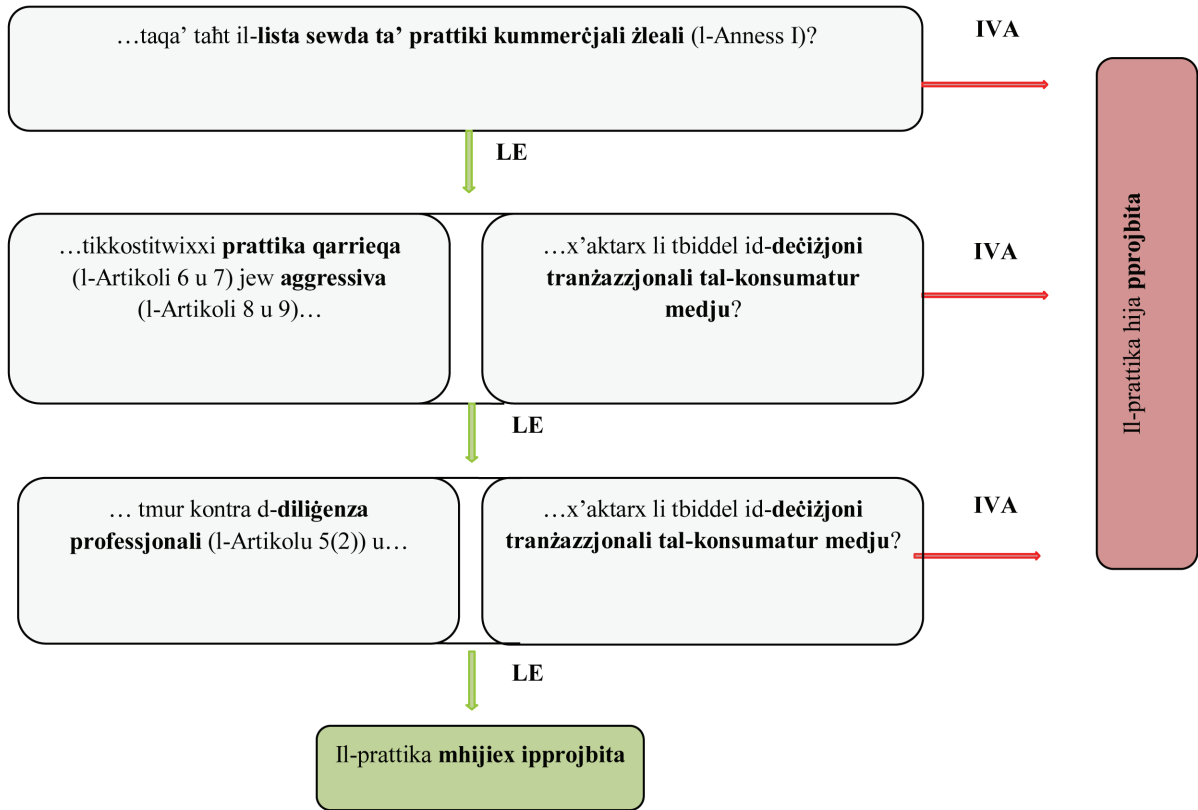 …taqa’ taħt il-lista sewda ta’ prattiki kummerċjali żleali (l-Anness I)?
IVA
LE
…tikkostitwixxi prattika qarrieqa
(l-Artikoli 6 u 7) jew aggressiva
(l-Artikoli 8 u 9)…
…x’aktarx li tbiddel id-deċiżjoni
tranżazzjonali tal-konsumatur
medju?
IVA
LE
… tmur kontra d-diliġenza
professjonali (l-Artikolu 5(2)) u…
…x’aktarx li tbiddel id-deċiżjoni
tranżazzjonali tal-konsumatur medju?
IVA
LE
Il-prattika mhijiex ipprojbita
Il-prattika hija pprojbita